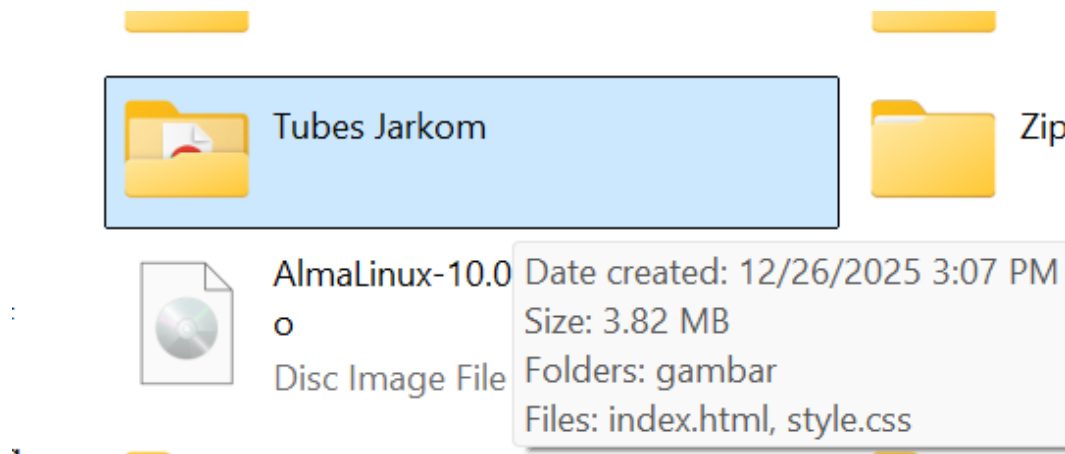 Tubes Jarkom
Zip
AlmaLinux-10.0
o
Disc Image File
Date created: 12/26/2025 3:07 PM
Size: 3.82 MB
Folders: gambar
Files: index.html, style.css